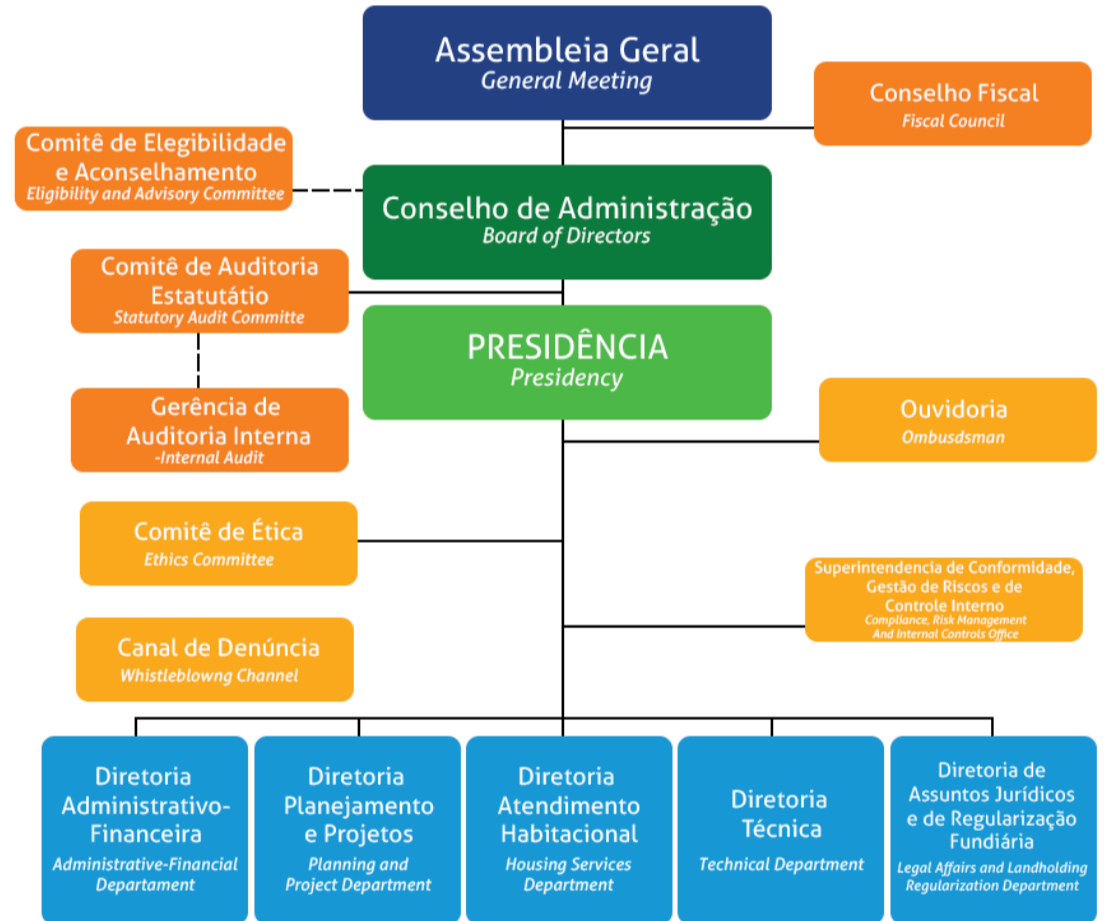 Assembleia Geral
General Meeting
Conselho Fiscal
Fiscal Council
Comitê de Elegibilidade
e Aconselhamento
Eligibility and Advisory Committee
Conselho de Administração
Board of Directors
Comitê de Auditoria
Estatutátio
Statutory Audit Committe
PRESIDÊNCIA
Presidency
Gerência de
Auditoria Interna
-Internal Audit
Ouvidoria
Ombusdsman
Comitê de Ética
Ethics Committee
Superintendencia de Conformidade,
Gestão de Riscos e de
Controle Interno
Compliance, Risk Management
And Internal Controls Office
Canal de Denúncia
Whistleblowng Channel
Diretoria
Administrativo-
Financeira
Administrative-Financial
Departament
Diretoria
Planejamento
e Projetos
Planning and
Project Department
Diretoria
Atendimento
Habitacional
Housing Services
Department
Diretoria
Técnica
Technical Department
Diretoria de
Assuntos Jurídicos
e de Regularização
Fundiária
Legal Affairs and Landholding
Regularization Department